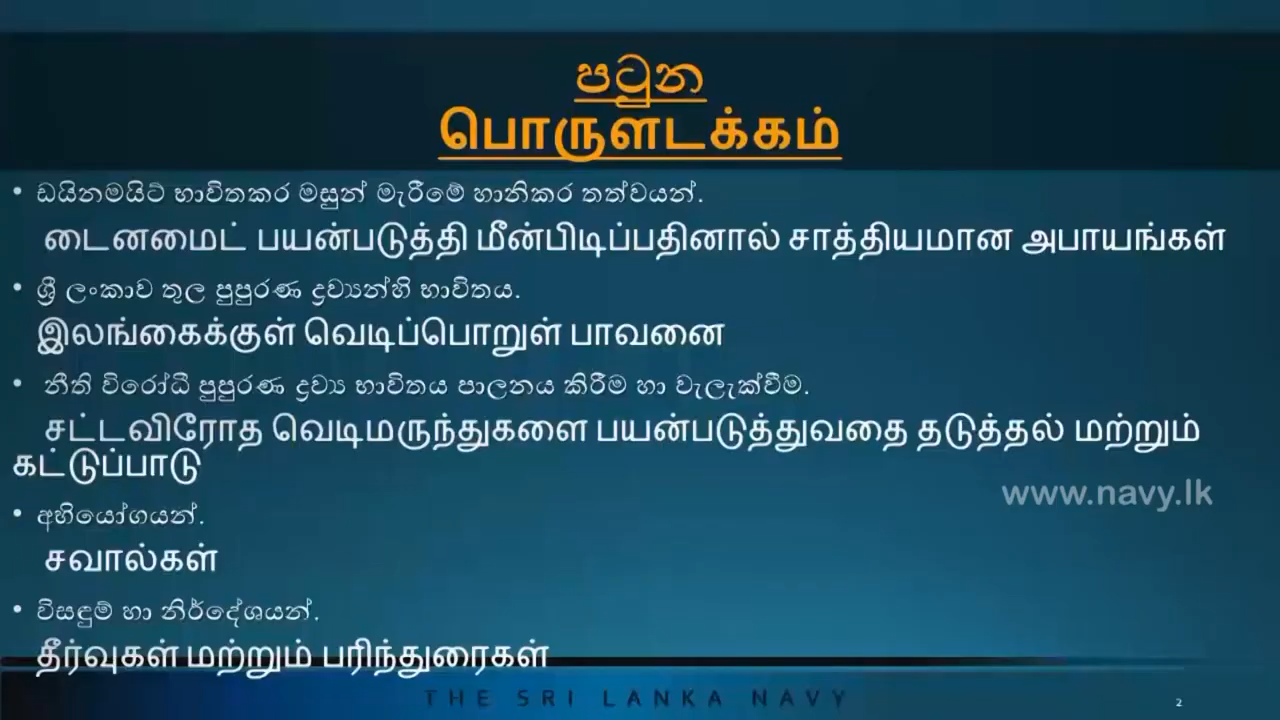 පටුන
பொருளடக்கம்
• ඩයිනමයිට් භාවිතකර මසුන් මැරීමේ හානිකර තත්වයන්.
டைனமைட் பயன்படுத்தி மீன்பிடிப்பதினால் சாத்தியமான அபாயங்கள்
• ශ්‍රී ලංකාව තුල පුපුරණ ද්‍රව්‍යන්හි භාවිතය.
இலங்கைக்குள் வெடிப்பொறுள் பாவனை
• නීති විරෝධී පුපුරණ ද්‍රව්‍ය භාවිතය පාලනය කිරීම හා වැලැක්වීම.
சட்டவிரோத வெடிமருந்துகளை பயன்படுத்துவதை தடுத்தல் மற்றும்
கட்டுப்பாடு
www.navy.lk
• අභියෝගයන්.
சவால்கள்
• විසඳුම් හා නිර්දේශයන්.
தீர்வுகள் மற்றும் பரிந்துரைகள்
THE SRI LANKA NAVY
2